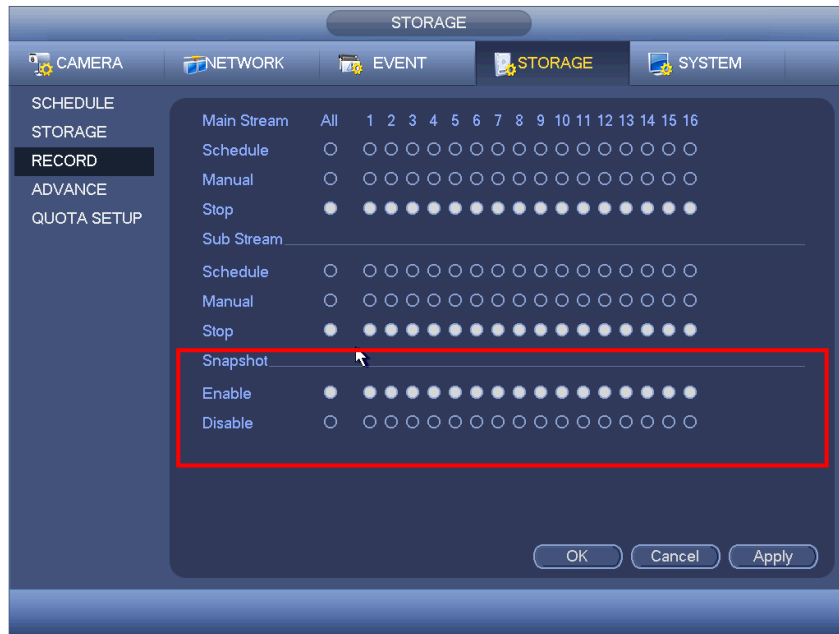 STORAGE
CAMERA NETWORK EVENT STORAGE SYSTEM
SCHEDULE
STORAGE
RECORD
ADVANCE
QUOTA SETUP
Main Stream All 1 2 3 4 5 6 7 8 9 10 11 12 13 14 15 16
Schedule
Manual
Stop
Sub Stream
Schedule
Manual
Stop
Snapshot
Enable
Disable
OK Cancel Apply